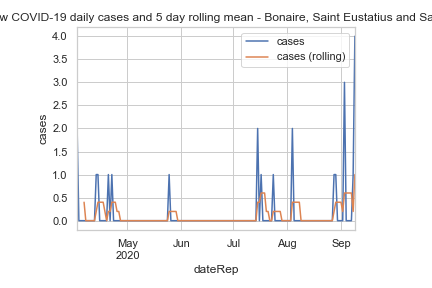 w COVID-19 daily cases and 5 day rolling mean - Bonaire, Saint Eustatius and Sa
cases
cases (rolling)
4.0
3.5
3.0
2.5
2.0
1.5
1.0
0.5
0.0
cases
May Jun Jul Aug Sep
2020
dateRep